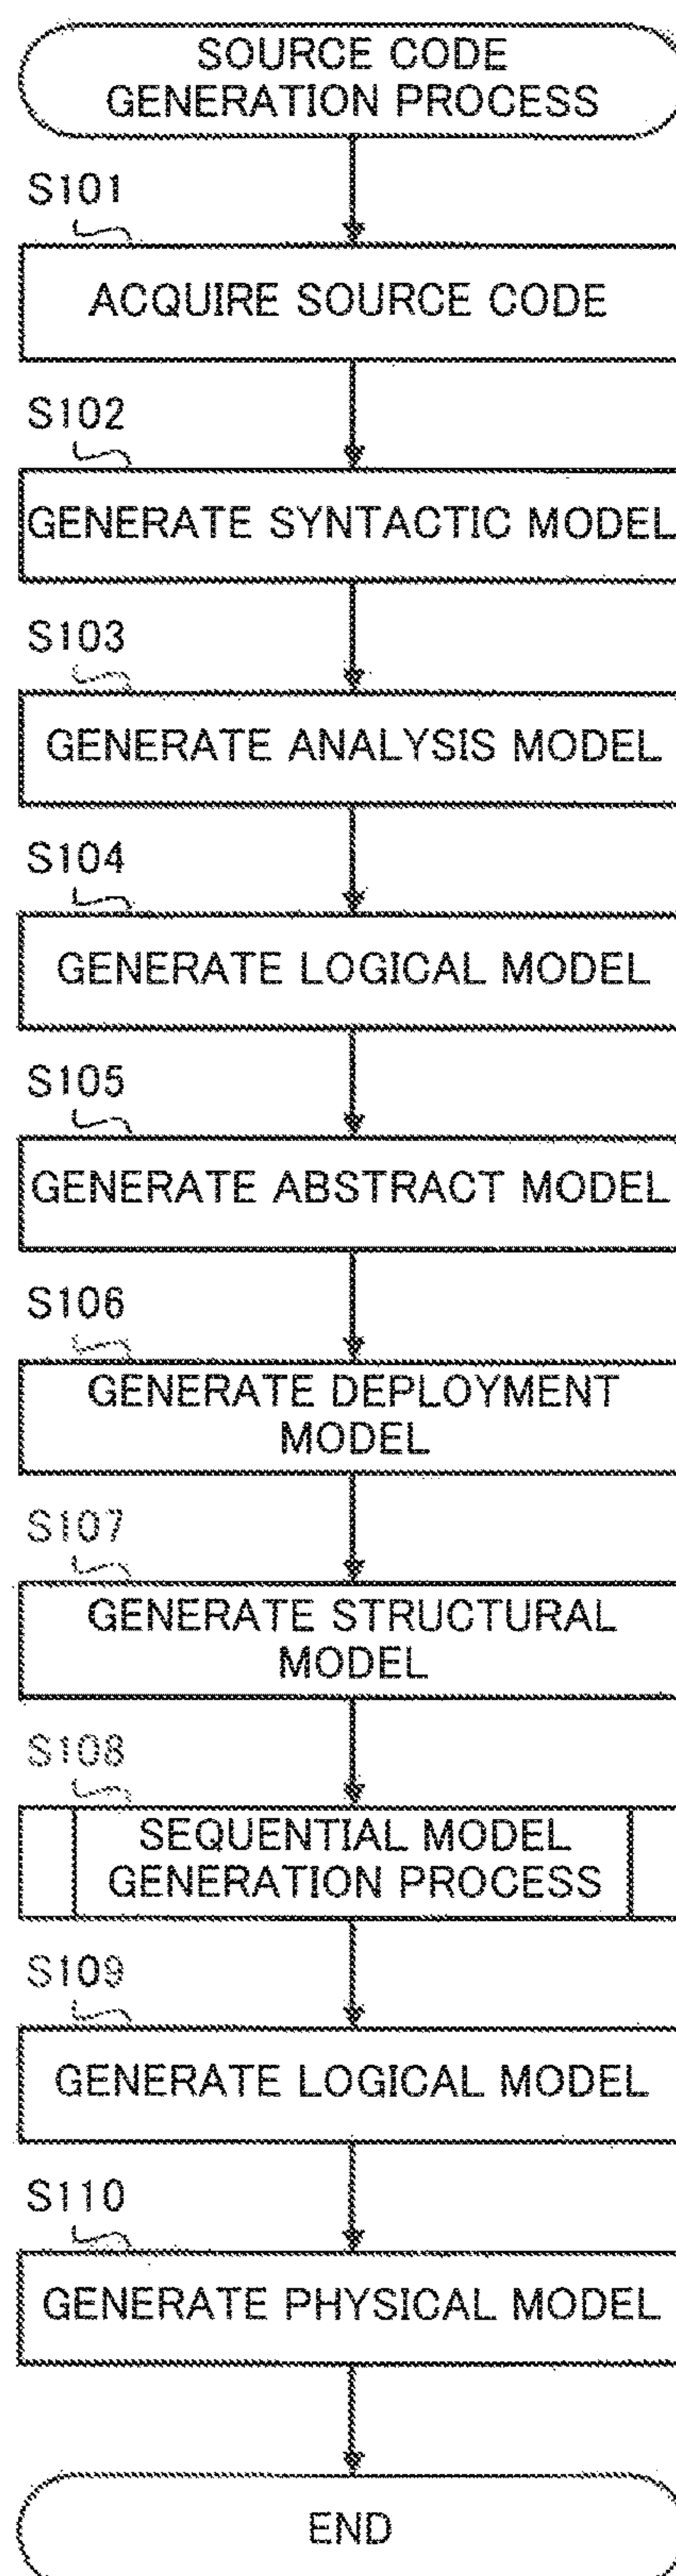 SOURCE CODE
GENERATION PROCESS
S101
ACQUIRE SOURCE CODE
S102
GENERATE SYNTACTIC MODEL
S103
GENERATE ANALYSIS MODEL
S104
GENERATE LOGICAL MODEL
S105
GENERATE ABSTRACT MODEL
S106
GENERATE DEPLOYMENT
MODEL
S107
GENERATE STRUCTURAL
MODEL
S108
SEQUENTIAL MODEL
GENERATION PROCESS
S109
GENERATE LOGICAL MODEL
S110
GENERATE PHYSICAL MODEL
END